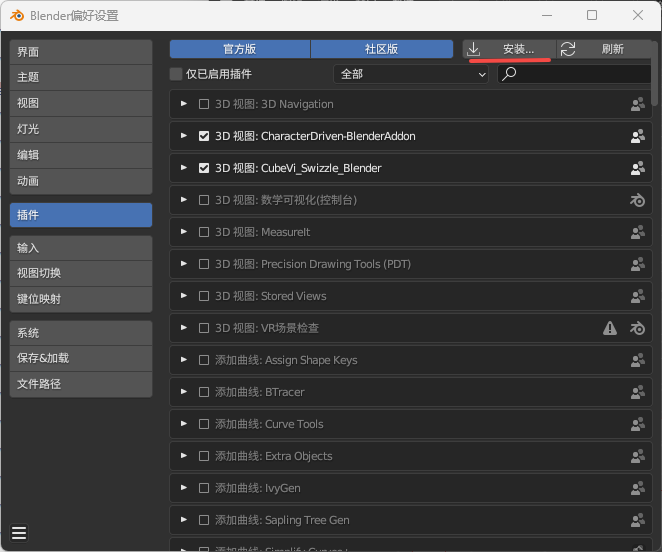 Blender偏好设置
界面
主题
视图
灯光
编辑
动画
插件
输入
视图切换
键位映射
系统
保存&加载
文件路径
官方版 社区版 安装... 刷新
仅已启用插件 全部
3D 视图: 3D Navigation
3D 视图: CharacterDriven-BlenderAddon
3D 视图: CubeVi_Swizzle_Blender
3D 视图: 数学可视化(控制台)
3D 视图: MeasureIt
3D 视图: Precision Drawing Tools (PDT)
3D 视图: Stored Views
3D 视图: VR场景检查
添加曲线: Assign Shape Keys
添加曲线: BTracer
添加曲线: Curve Tools
添加曲线: Extra Objects
添加曲线: IvyGen
添加曲线: Sapling Tree Gen